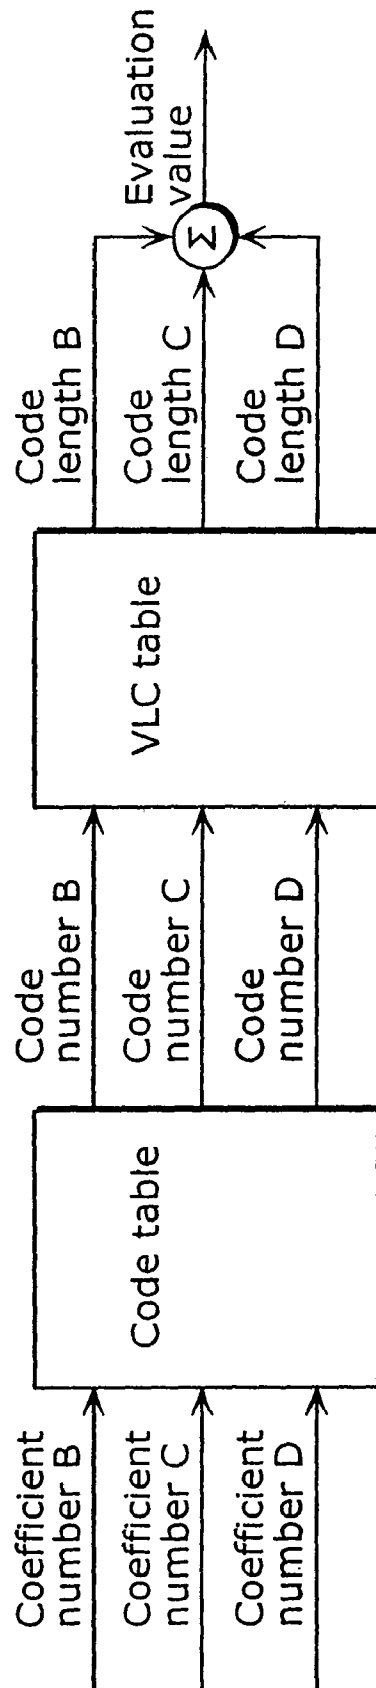 Coefficient
number B
Coefficient
number C
Coefficient
number D
Code table
Code
number B
Code
number C
Code
number D
VLC table
Code
length B
Code
length C
Code
length D
Σ
Evaluation
value